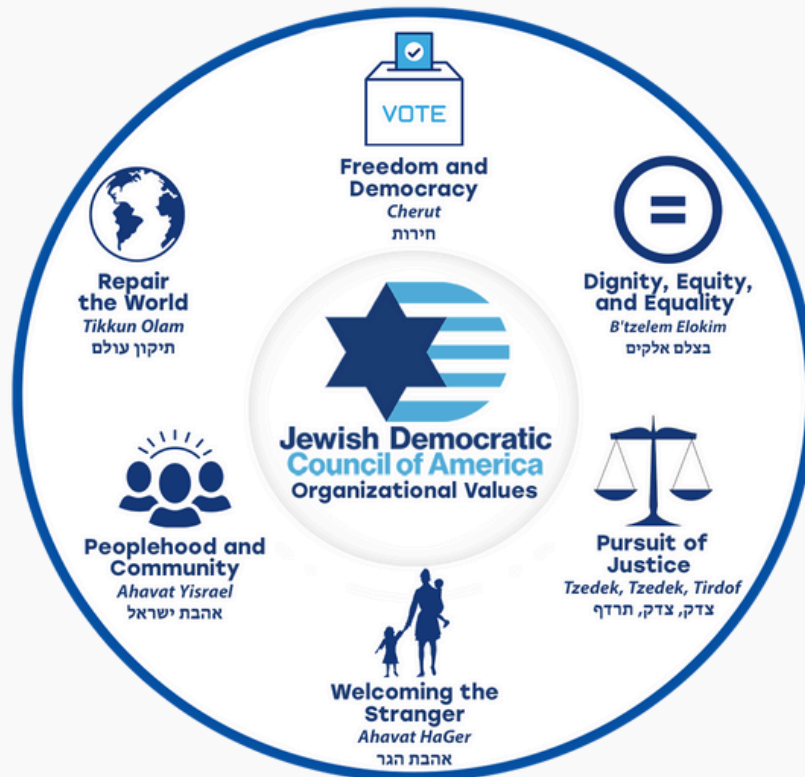 VOTE
Freedom and
Democracy
Cherut
חירות
Dignity, Equity,
and Equality
B'tzelem Elokim
בצלם אלקים
Pursuit of
Justice
Tzedek, Tzedek, Tirdof
צדק, צדק, תרדף
Welcoming the
Stranger
Ahavat HaGer
אהבת הגר
Peoplehood and
Community
Ahavat Yisrael
אהבת ישראל
Repair
the World
Tikkun Olam
תיקון עולם
Jewish Democratic
Council of America
Organizational Values